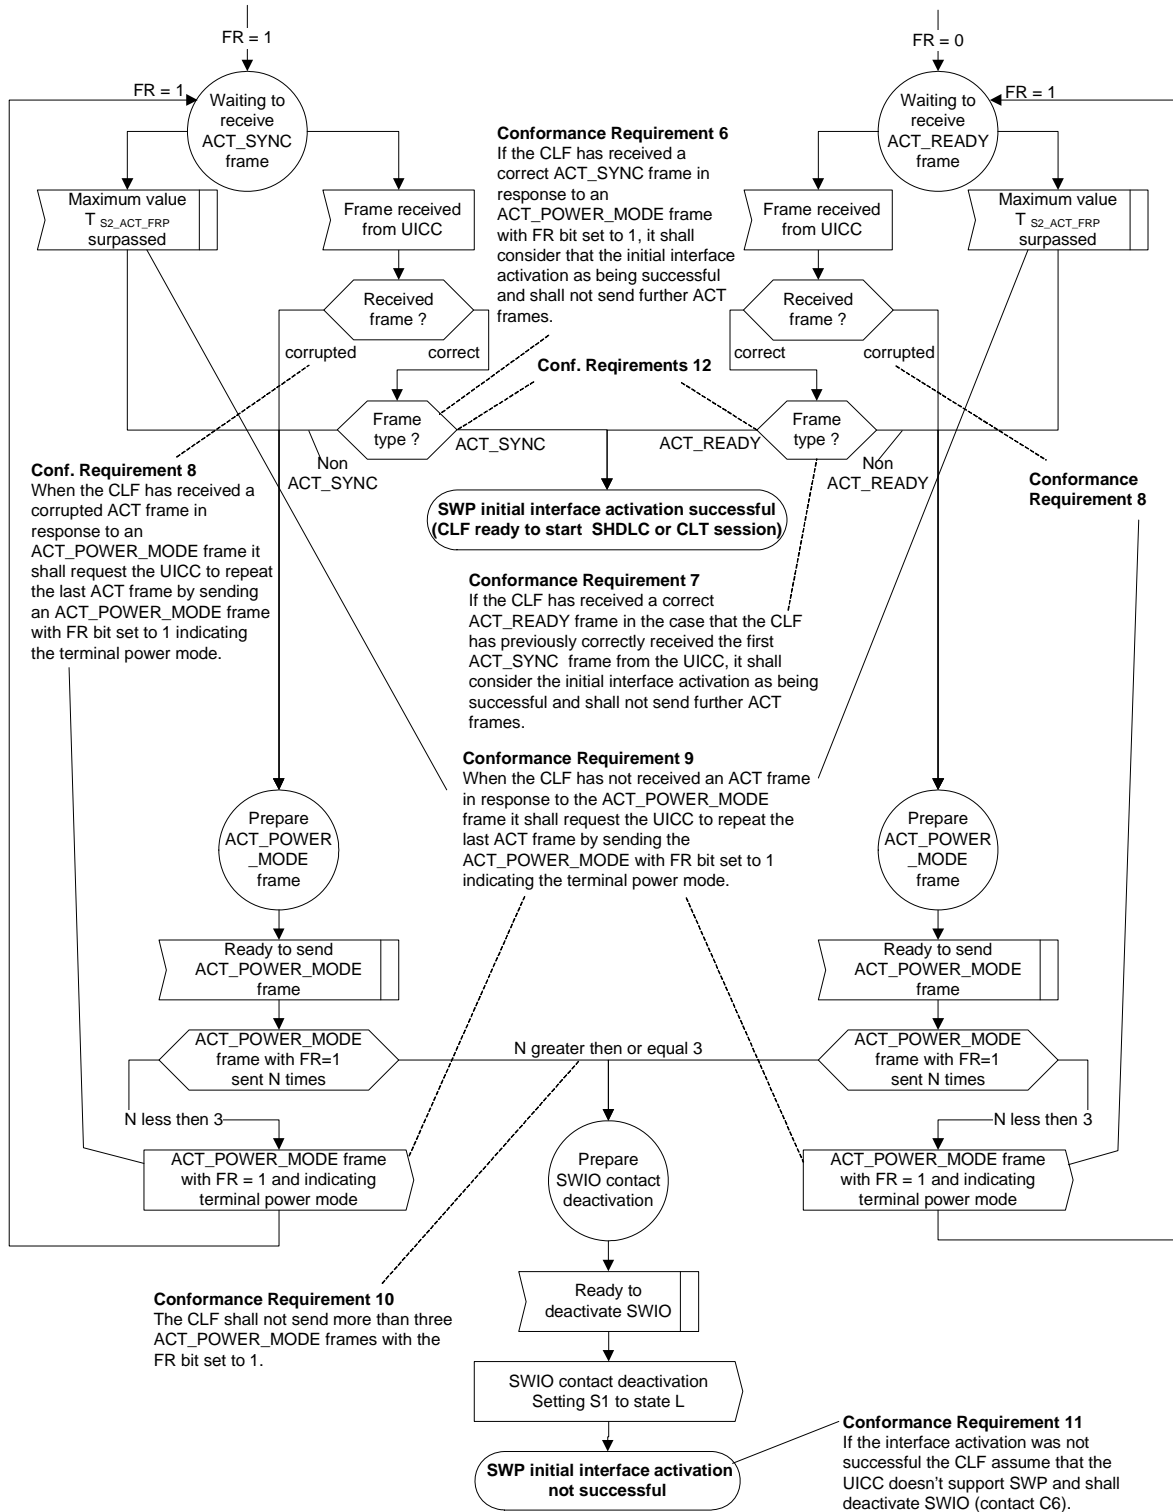 FR = 1
FR = 0
FR = 1
FR = 1
Waiting to
receive
ACT_SYNC
frame
Waiting to
receive
ACT_READY
frame
Conformance Requirement 6
If the CLF has received a
correct ACT_SYNC frame in
response to an
ACT_POWER_MODE frame
with FR bit set to 1, it shall
consider that the initial interface
activation as being successful
and shall not send further ACT
frames.
Maximum value
T S2_ACT_FRP
surpassed
Frame received
from UICC
Frame received
from UICC
Maximum value
T S2_ACT_FRP
surpassed
Received
frame ?
Received
frame ?
corrupted
correct
correct
corrupted
Conf. Reqirements 12
Frame
type ?
ACT_SYNC
ACT_READY
Frame
type ?
Non
ACT_SYNC
Non
ACT_READY
Conf. Requirement 8
When the CLF has received a
corrupted ACT frame in
response to an
ACT_POWER_MODE frame it
shall request the UICC to repeat
the last ACT frame by sending
an ACT_POWER_MODE frame
with FR bit set to 1 indicating
the terminal power mode.
Conformance
Requirement 8
SWP initial interface activation successful
(CLF ready to start SHDLC or CLT session)
Conformance Requirement 7
If the CLF has received a correct
ACT_READY frame in the case that the CLF
has previously correctly received the first
ACT_SYNC frame from the UICC, it shall
consider the initial interface activation as being
successful and shall not send further ACT
frames.
Conformance Requirement 9
When the CLF has not received an ACT frame
in response to the ACT_POWER_MODE
frame it shall request the UICC to repeat the
last ACT frame by sending the
ACT_POWER_MODE with FR bit set to 1
indicating the terminal power mode.
Prepare
ACT_POWER
_MODE
frame
Prepare
ACT_POWER
_MODE
frame
Ready to send
ACT_POWER_MODE
frame
Ready to send
ACT_POWER_MODE
frame
ACT_POWER_MODE
frame with FR=1
sent N times
N greater then or equal 3
ACT_POWER_MODE
frame with FR=1
sent N times
N less then 3
N less then 3
ACT_POWER_MODE frame
with FR = 1 and indicating
terminal power mode
Prepare
SWIO contact
deactivation
ACT_POWER_MODE frame
with FR = 1 and indicating
terminal power mode
Conformance Requirement 10
The CLF shall not send more than three
ACT_POWER_MODE frames with the
FR bit set to 1.
Ready to
deactivate SWIO
SWIO contact deactivation
Setting S1 to state L
SWP initial interface activation
not successful
Conformance Requirement 11
If the interface activation was not
successful the CLF assume that the
UICC doesn't support SWP and shall
deactivate SWIO (contact C6).